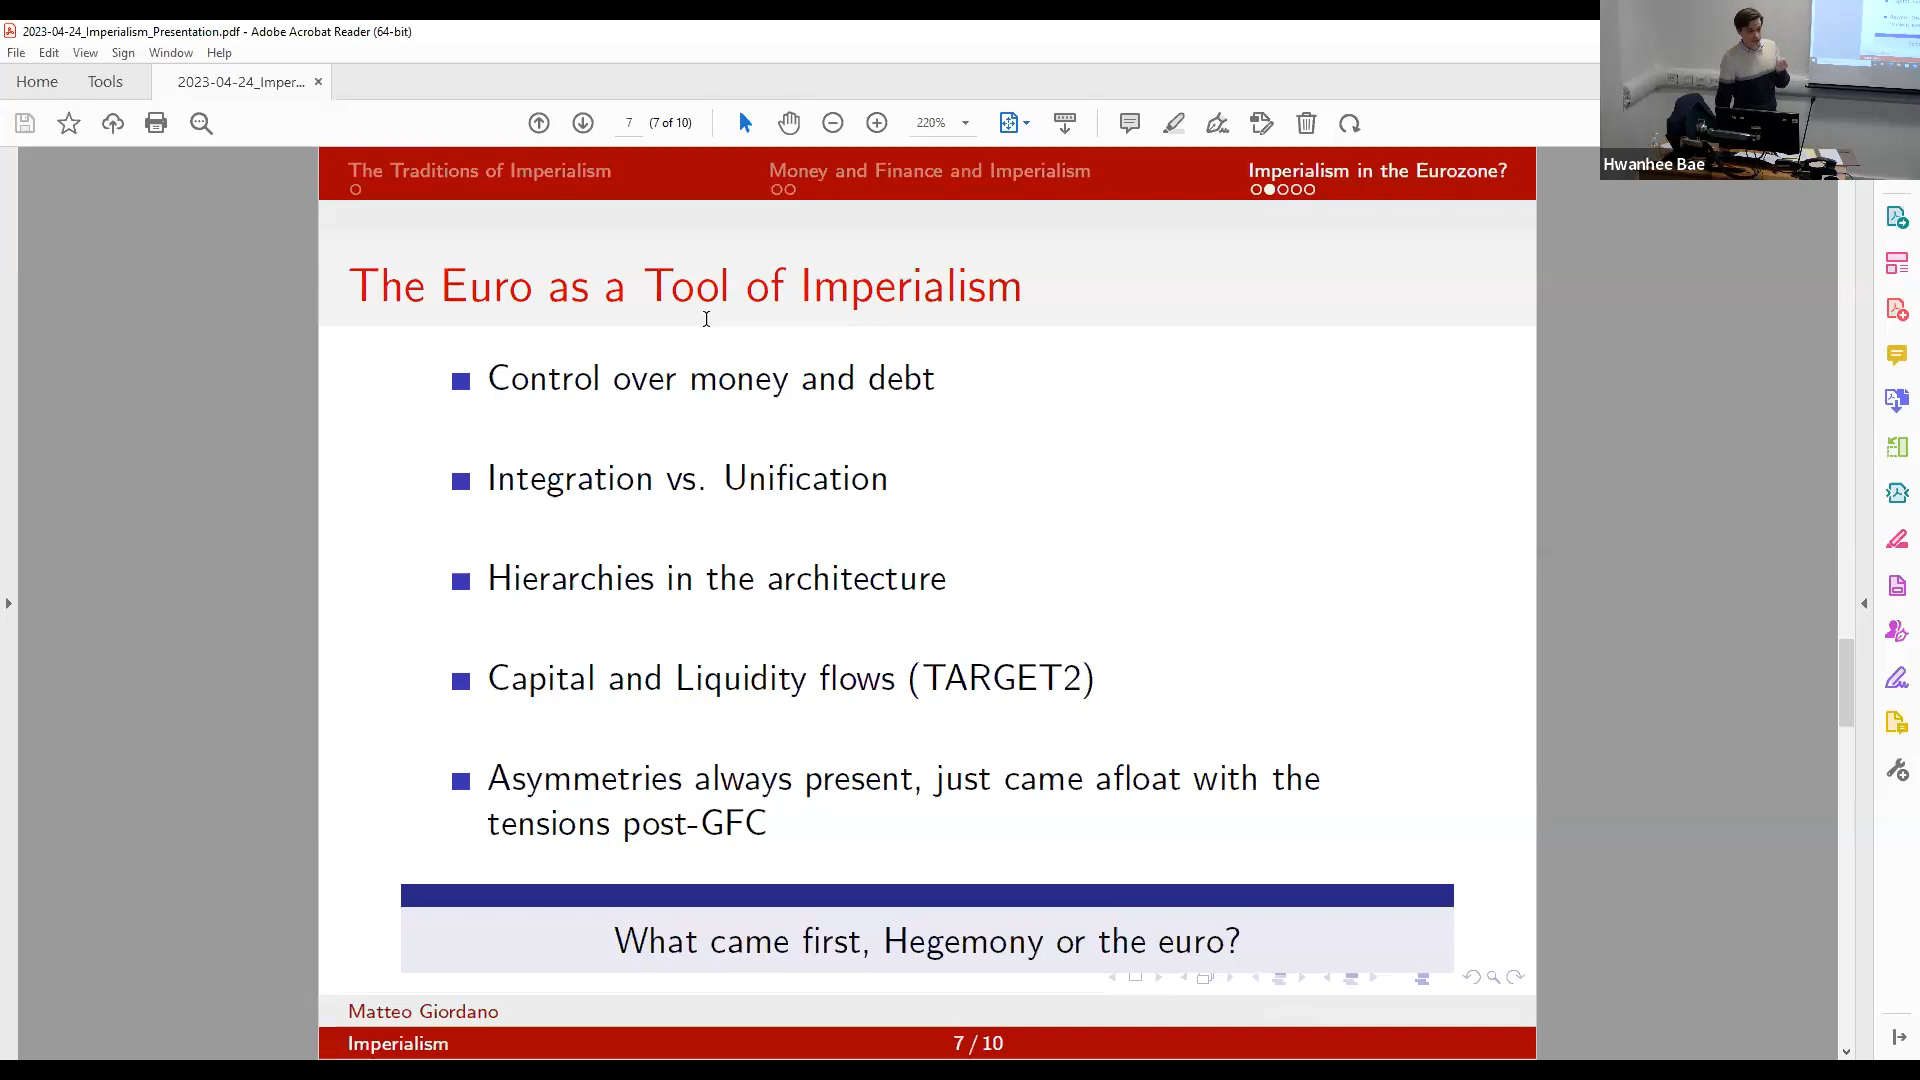 2023-04-24_Imperialism_Presentation.pdf - Adobe Acrobat Reader (64-bit)
File Edit View Sign Window Help
Home Tools 2023-04-24_Imper... ×
7 (7 of 10) 220%
Hwanhee Bae
The Traditions of Imperialism Money and Finance and Imperialism Imperialism in the Eurozone?
The Euro as a Tool of Imperialism
Control over money and debt
Integration vs. Unification
Hierarchies in the architecture
Capital and Liquidity flows (TARGET2)
Asymmetries always present, just came afloat with the
tensions post-GFC
What came first, Hegemony or the euro?
Matteo Giordano
Imperialism 7 / 10